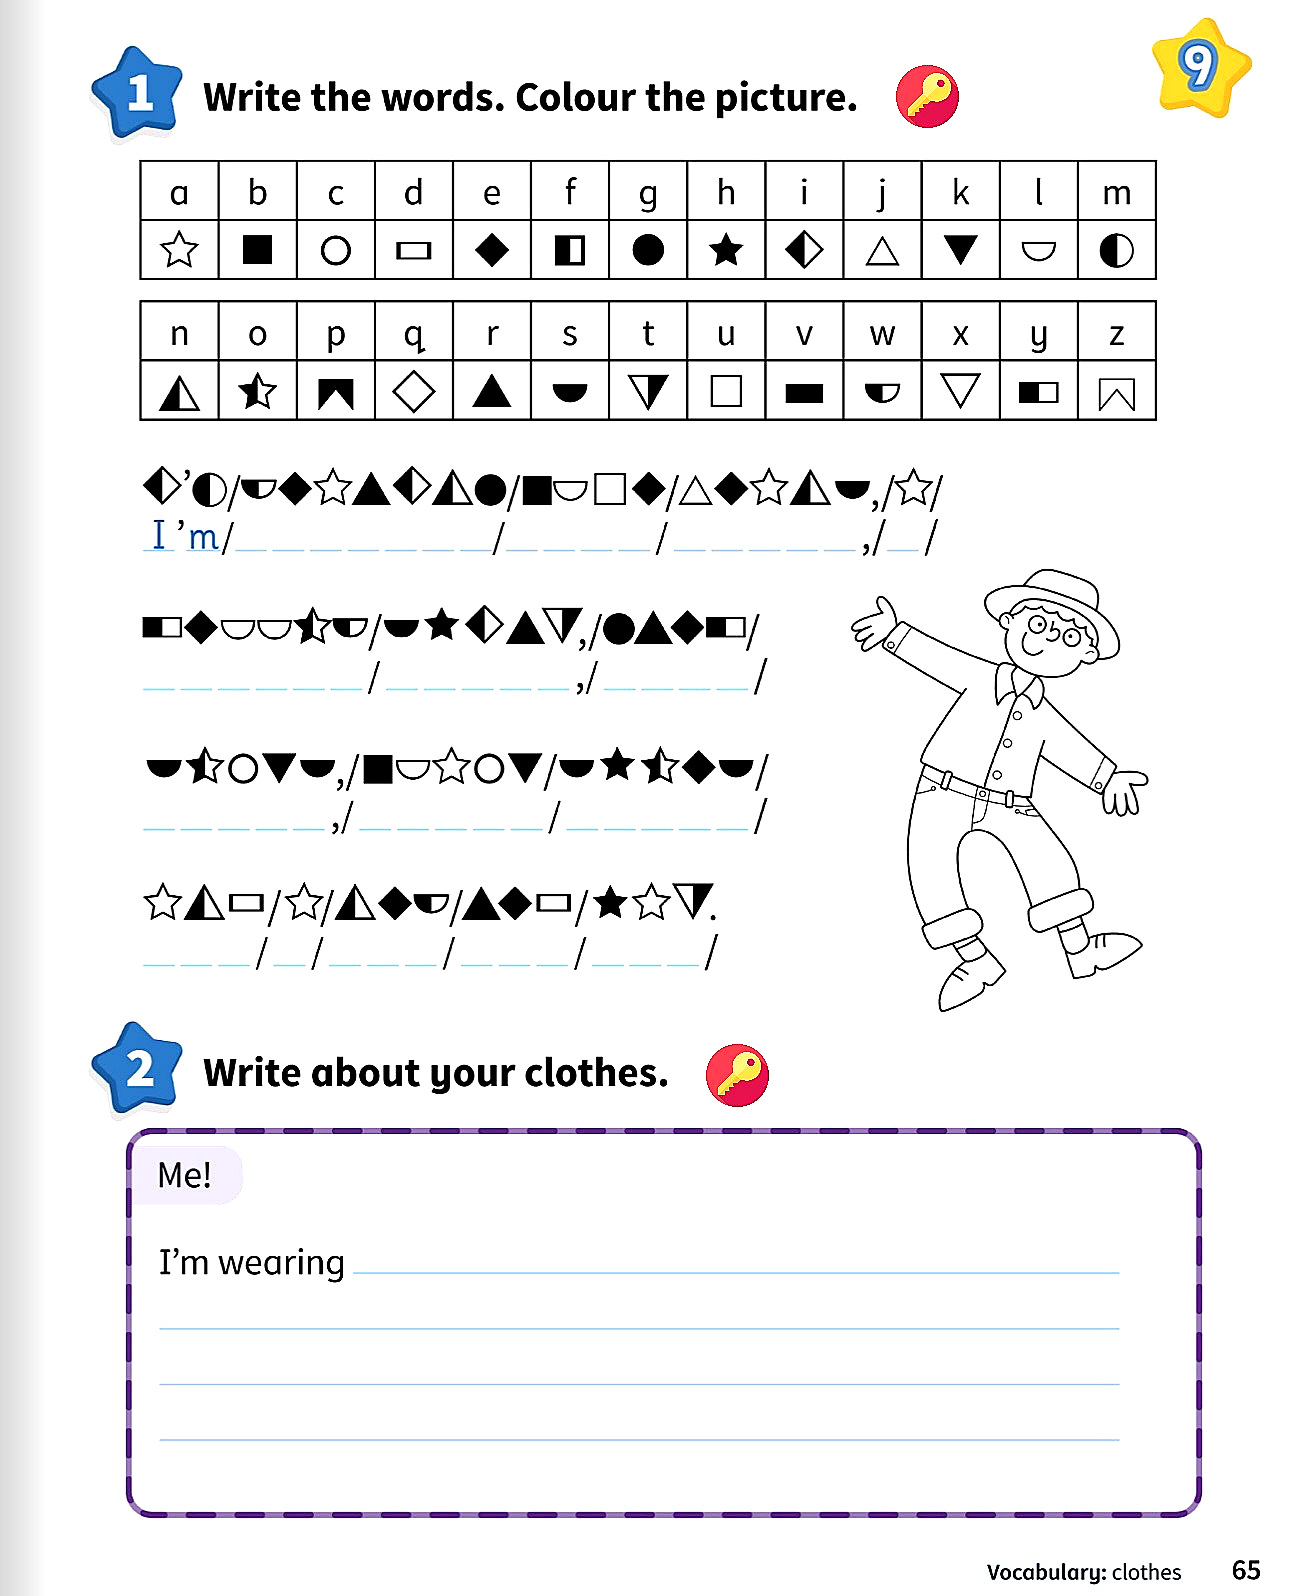 1 Write the words. Colour the picture.
9
a b c d e f g h i j k l m
n o p q r s t u v w x y z
I'm/ / / ,/ /
/ ,/ /
,/ / /
/ / / / /
2 Write about your clothes.
Me!
I'm wearing
Vocabulary: clothes 65